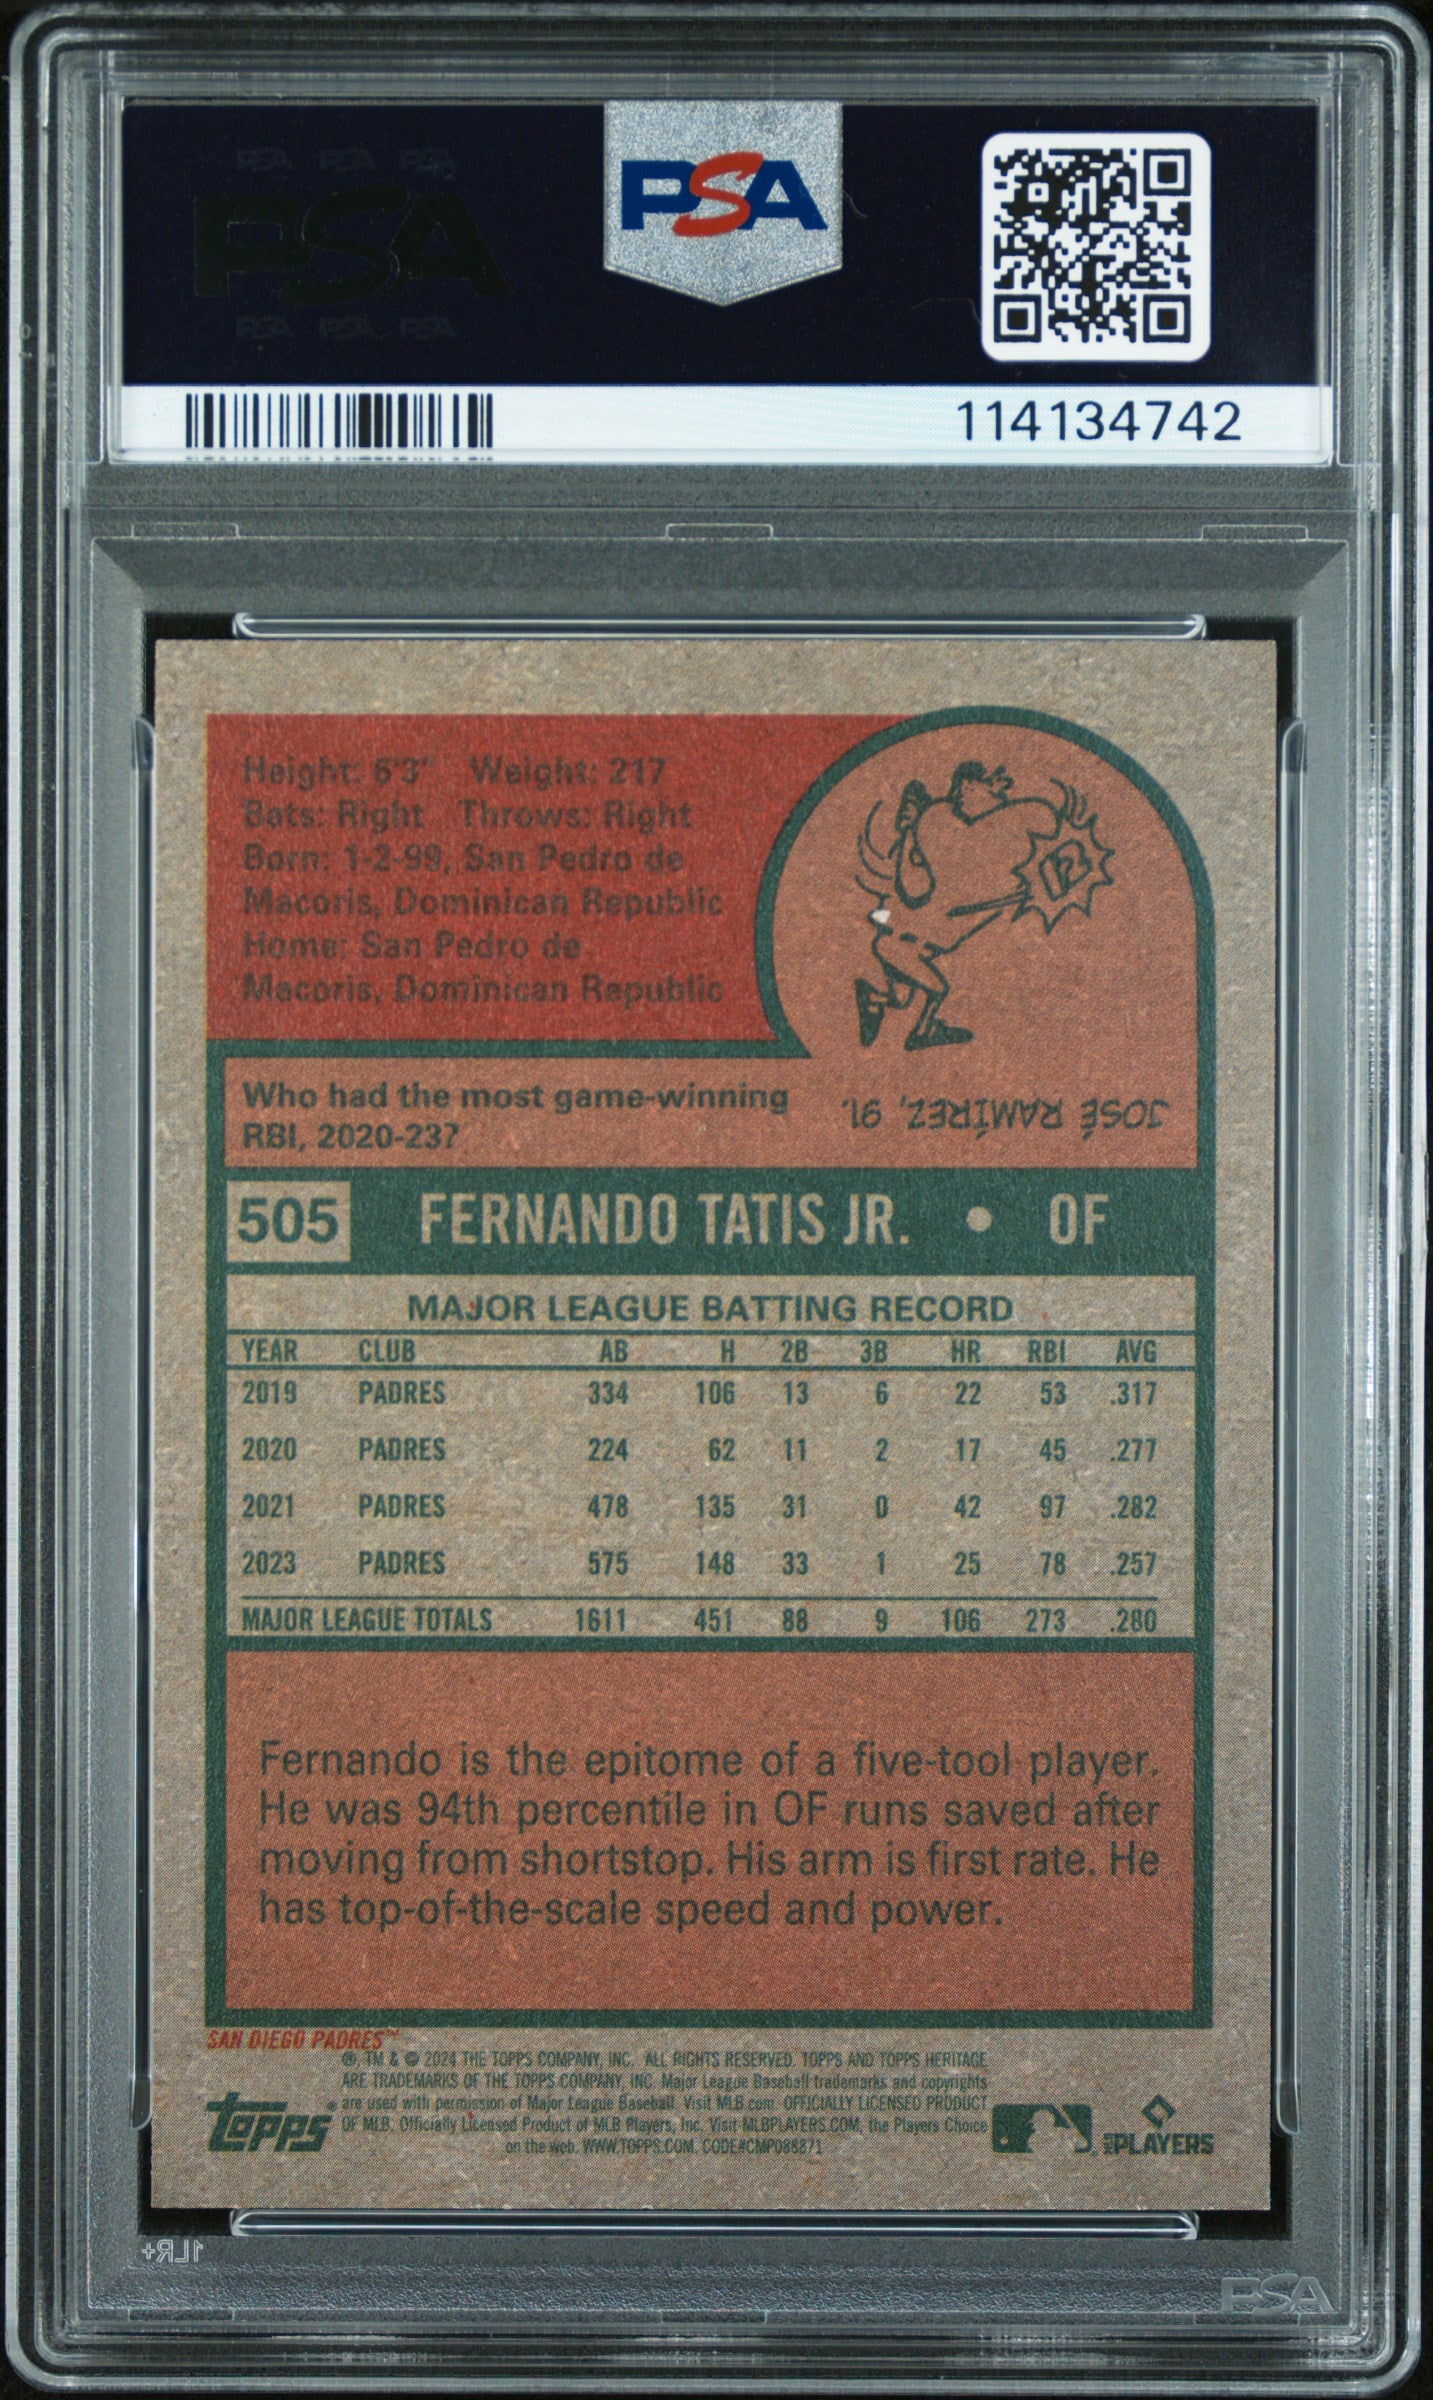 PSA PSA PSA
PSA
PSA PSA PSA
PSA
114134742
Height: 6'3" Weight: 217
Bats: Right Throws: Right
Born: 1-2-99, San Pedro de
Macoris, Dominican Republic
Home: San Pedro de
Macoris, Dominican Republic
12
Who had the most game-winning
RBI, 2020-23?
JOSÉ RAMÍREZ, 91.
505 FERNANDO TATIS JR. • OF
MAJOR LEAGUE BATTING RECORD
YEAR CLUB AB H 2B 3B HR RBI AVG
2019 PADRES 334 106 13 6 22 53 .317
2020 PADRES 224 62 11 2 17 45 .277
2021 PADRES 478 135 31 0 42 97 .282
2023 PADRES 575 148 33 1 25 78 .257
MAJOR LEAGUE TOTALS 1611 451 88 9 106 273 .280
Fernando is the epitome of a five-tool player.
He was 94th percentile in OF runs saved after
moving from shortstop. His arm is first rate. He
has top-of-the-scale speed and power.
SAN DIEGO PADRES™
®, TM & © 2024 THE TOPPS COMPANY, INC. ALL RIGHTS RESERVED. TOPPS AND TOPPS HERITAGE
ARE TRADEMARKS OF THE TOPPS COMPANY, INC. Major League Baseball trademarks and copyrights
are used with permission of Major League Baseball. Visit MLB.com. OFFICIALLY LICENSED PRODUCT
OF MLB. Officially Licensed Product of MLB Players, Inc. Visit MLBPLAYERS.COM, the Players Choice
on the web. WWW.TOPPS.COM. CODE#CMP088871
Topps ®
MLB PLAYERS
1LR+
PSA